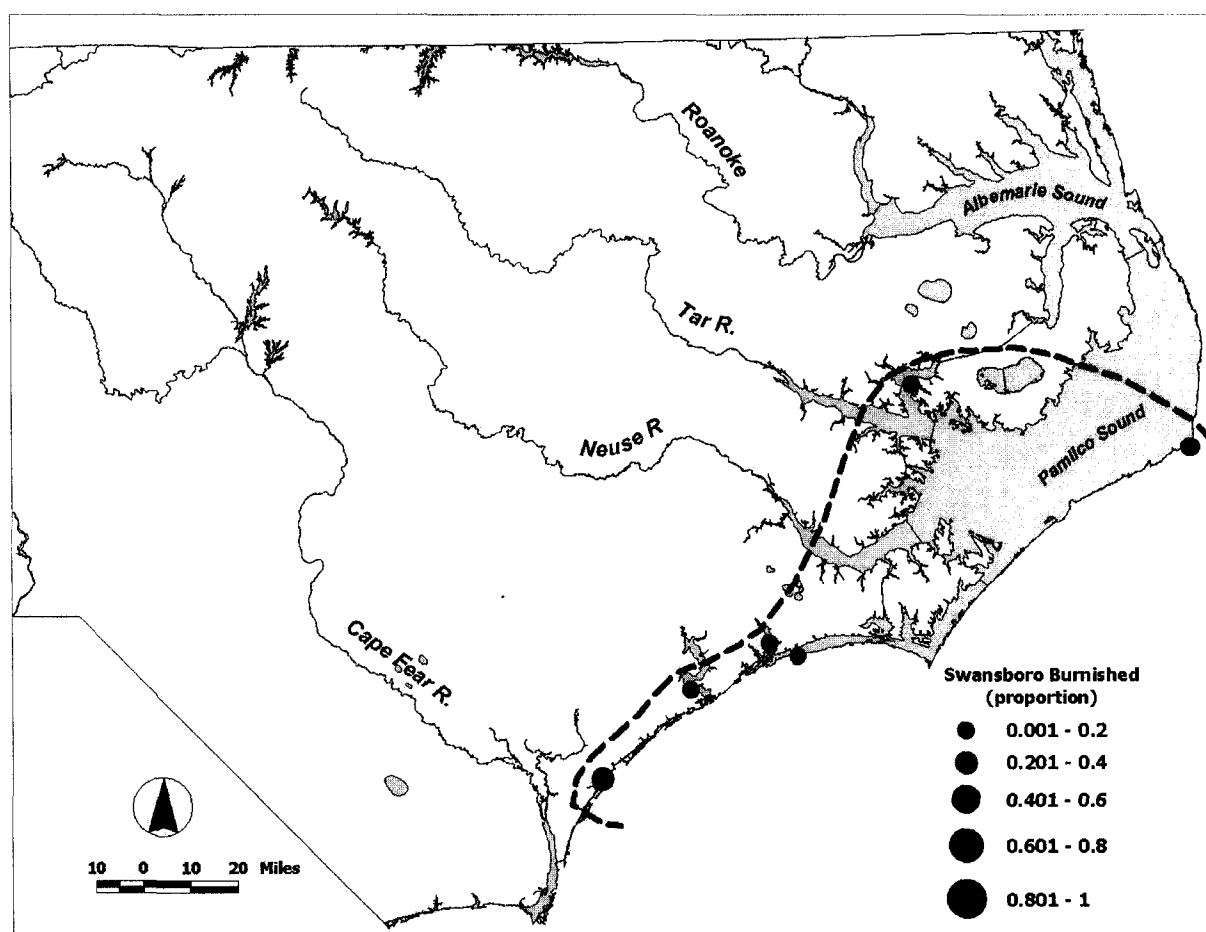 Roanoke
Albemarle Sound
Tar R.
Pamlico Sound
Neuse R
Cape Fear R.
Swansboro Burnished
(proportion)
0.001 - 0.2
0.201 - 0.4
0.401 - 0.6
0.601 - 0.8
0.801 - 1
10 0 10 20 Miles